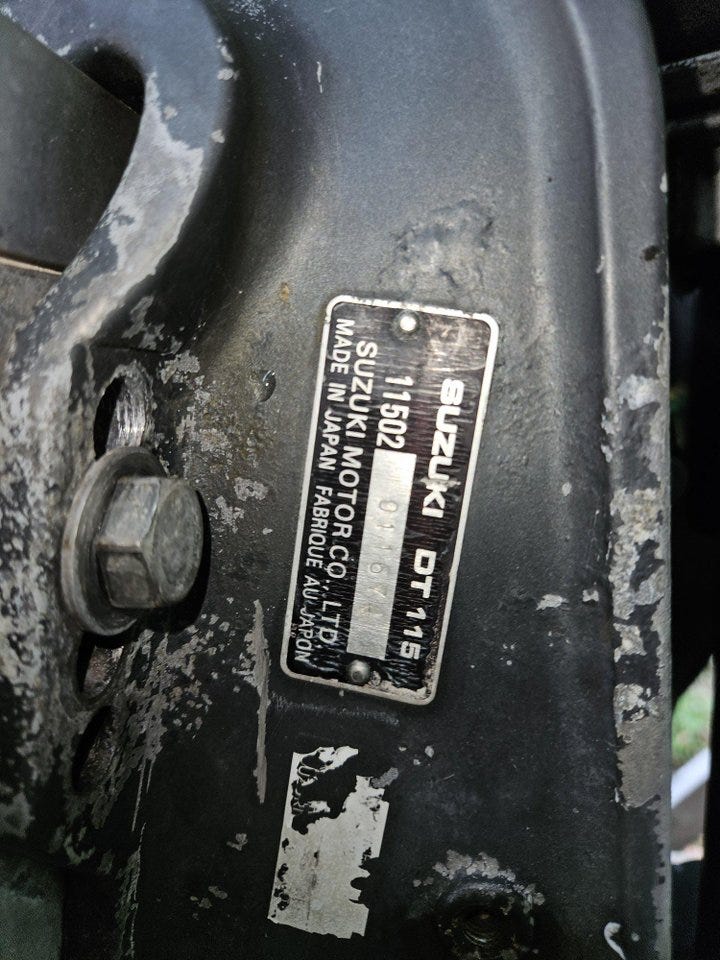 SUZUKI DT 115
11502
SUZUKI MOTOR CO., LTD
MADE IN JAPAN FABRIQUE AU JAPON